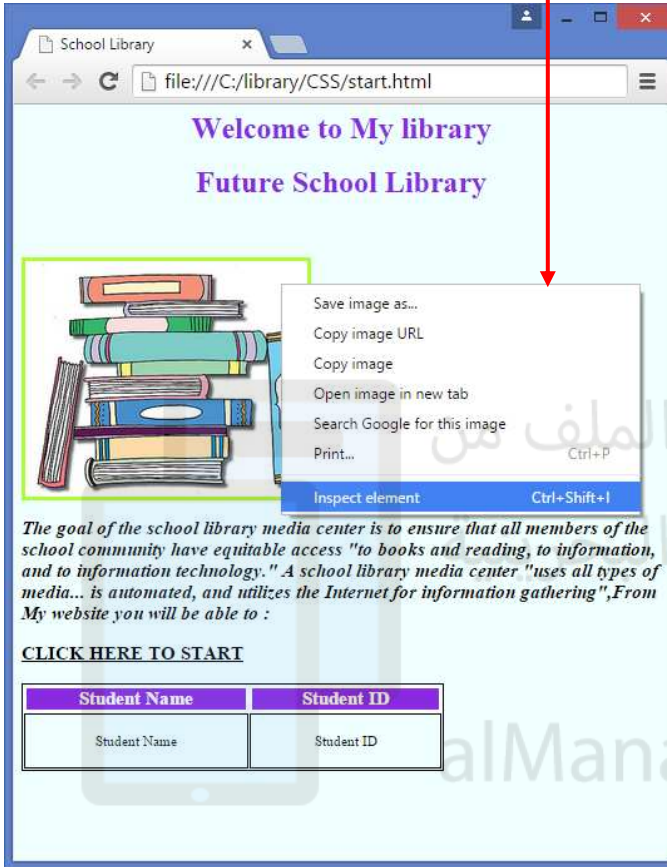 School Library
file:///C:/library/CSS/start.html
Welcome to My library
Future School Library
Save image as...
Copy image URL
Copy image
Open image in new tab
Search Google for this image
Print... Ctrl+P
Inspect element Ctrl+Shift+I
The goal of the school library media center is to ensure that all members of the
school community have equitable access "to books and reading, to information,
and to information technology." A school library media center "uses all types of
media... is automated, and utilizes the Internet for information gathering",From
My website you will be able to :
CLICK HERE TO START
Student Name Student ID
Student Name Student ID
الملف من
alMana